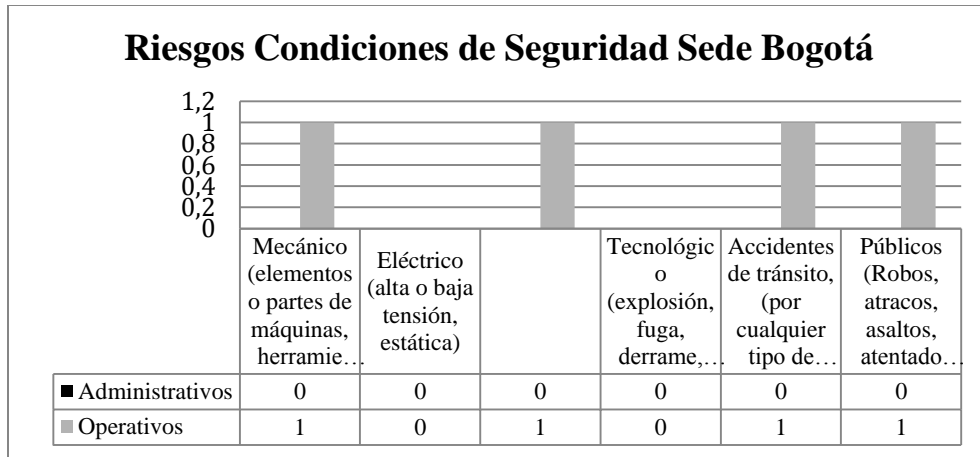 Riesgos Condiciones de Seguridad Sede Bogotá
1,2
1
0,8
0,6
0,4
0,2
0
Mecánico
(elementos
o partes de
máquinas,
herramie…
Eléctrico
(alta o baja
tensión,
estática)
Tecnológic
o
(explosión,
fuga,
derrame,…
Accidentes
de tránsito,
(por
cualquier
tipo de…
Públicos
(Robos,
atracos,
asaltos,
atentado…
Administrativos 0 0 0 0 0 0
Operativos 1 0 1 0 1 1